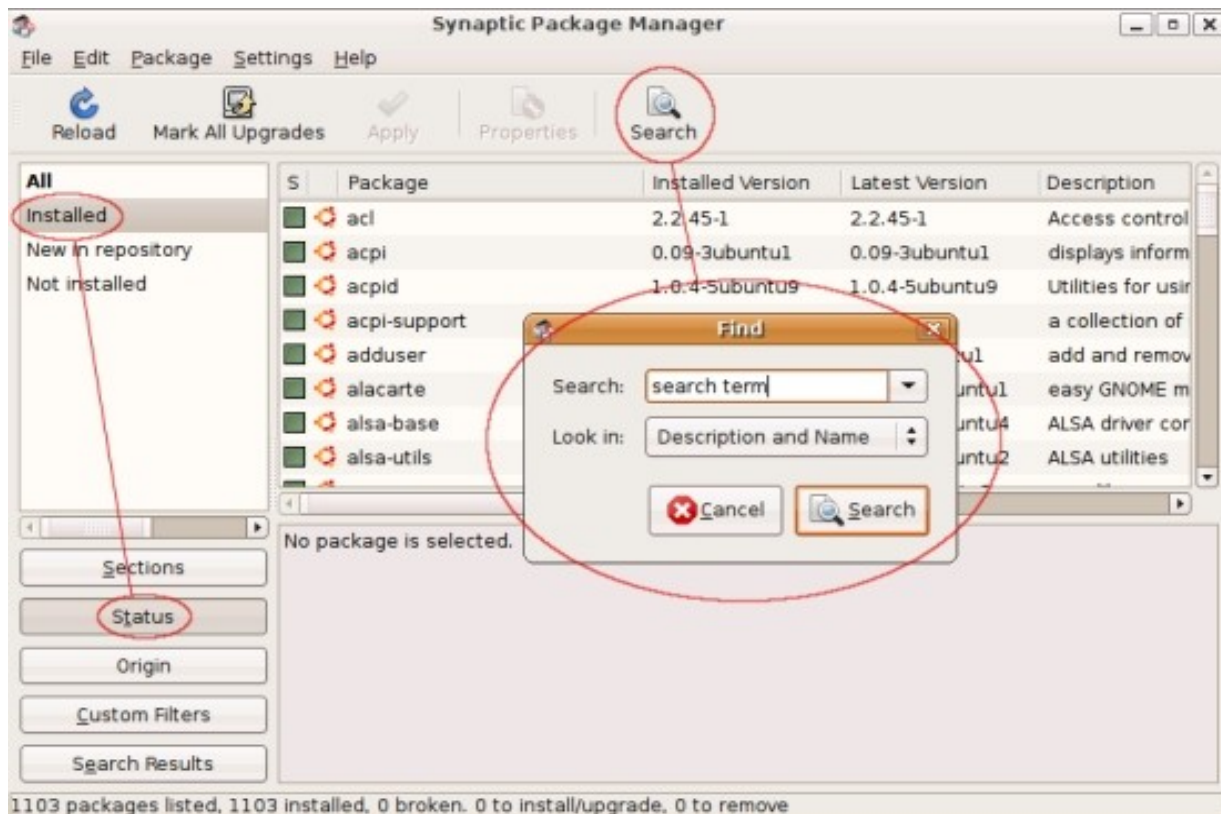 Synaptic Package Manager
File Edit Package Settings Help
Reload Mark All Upgrades Apply Properties Search
All
Installed
New in repository
Not installed
S Package Installed Version Latest Version Description
acl 2.2.45-1 2.2.45-1 Access control
acpi 0.09-3ubuntu1 0.09-3ubuntu1 displays inform
acpid 1.0.4-5ubuntu9 1.0.4-5ubuntu9 Utilities for usin
acpi-support a collection of
adduser u1 add and remov
alacarte untu1 easy GNOME m
alsa-base untu4 ALSA driver con
alsa-utils untu2 ALSA utilities
Find
Search: search term
Look in: Description and Name
Cancel Search
No package is selected.
Sections
Status
Origin
Custom Filters
Search Results
1103 packages listed, 1103 installed, 0 broken. 0 to install/upgrade, 0 to remove